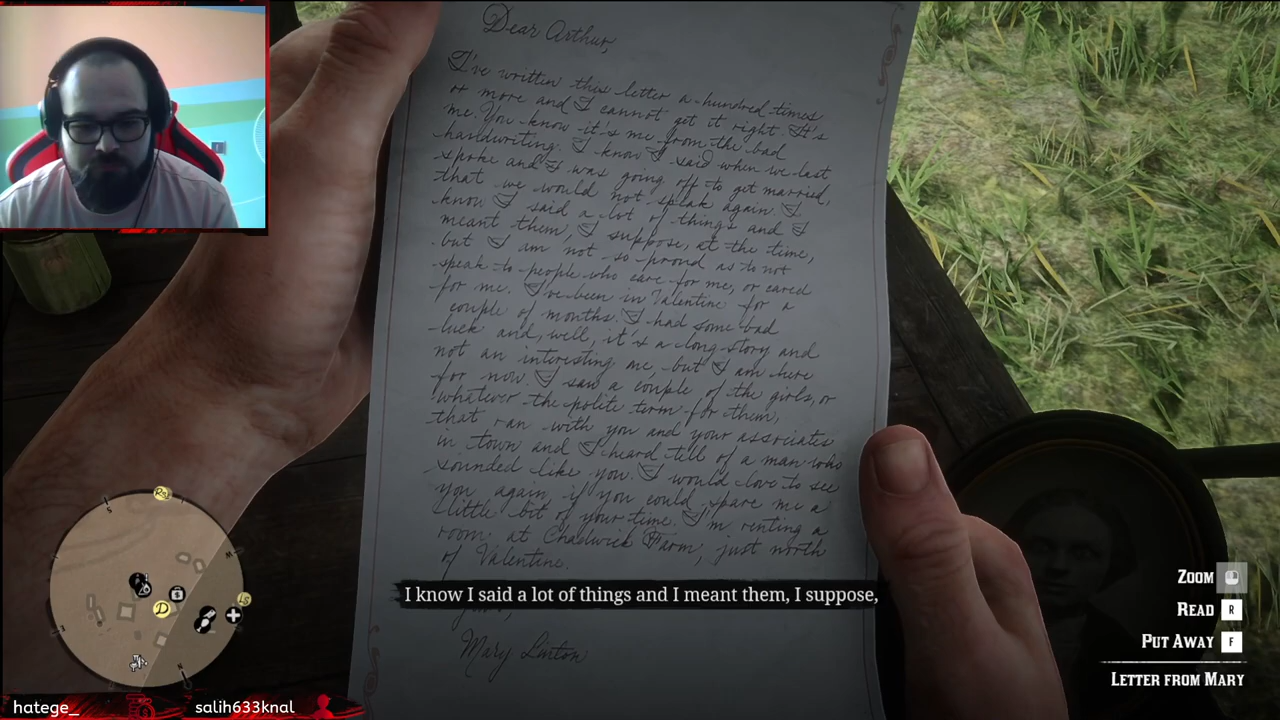 Dear Arthur,
I've written this letter a hundred times
or more and I cannot get it right. It's
me. You know it's me from the bad
handwriting. I know I said when we last
spoke and I was going off to get married,
that we would not speak again. I
know I said a lot of things and I
meant them, I suppose, at the time,
but I am not so proud as to not
speak to people who care for me, or cared
for me. I've been in Valentine for a
couple of months. I had some bad
luck and, well, it's a long story and
not an interesting one, but I am here
for now. I saw a couple of the girls, or
whatever the polite term for them,
that ran with you and your associates
in town and I heard tell of a man who
sounded like you. I would love to see
you again, if you could spare me a
little bit of your time. I'm renting a
room at Chadwick Farm, just north
of Valentine.
I know I said a lot of things and I meant them, I suppose,
Mary Linton
ZOOM
READ R
PUT AWAY F
LETTER FROM MARY
RS
LS
D
hatege_
salih633knal